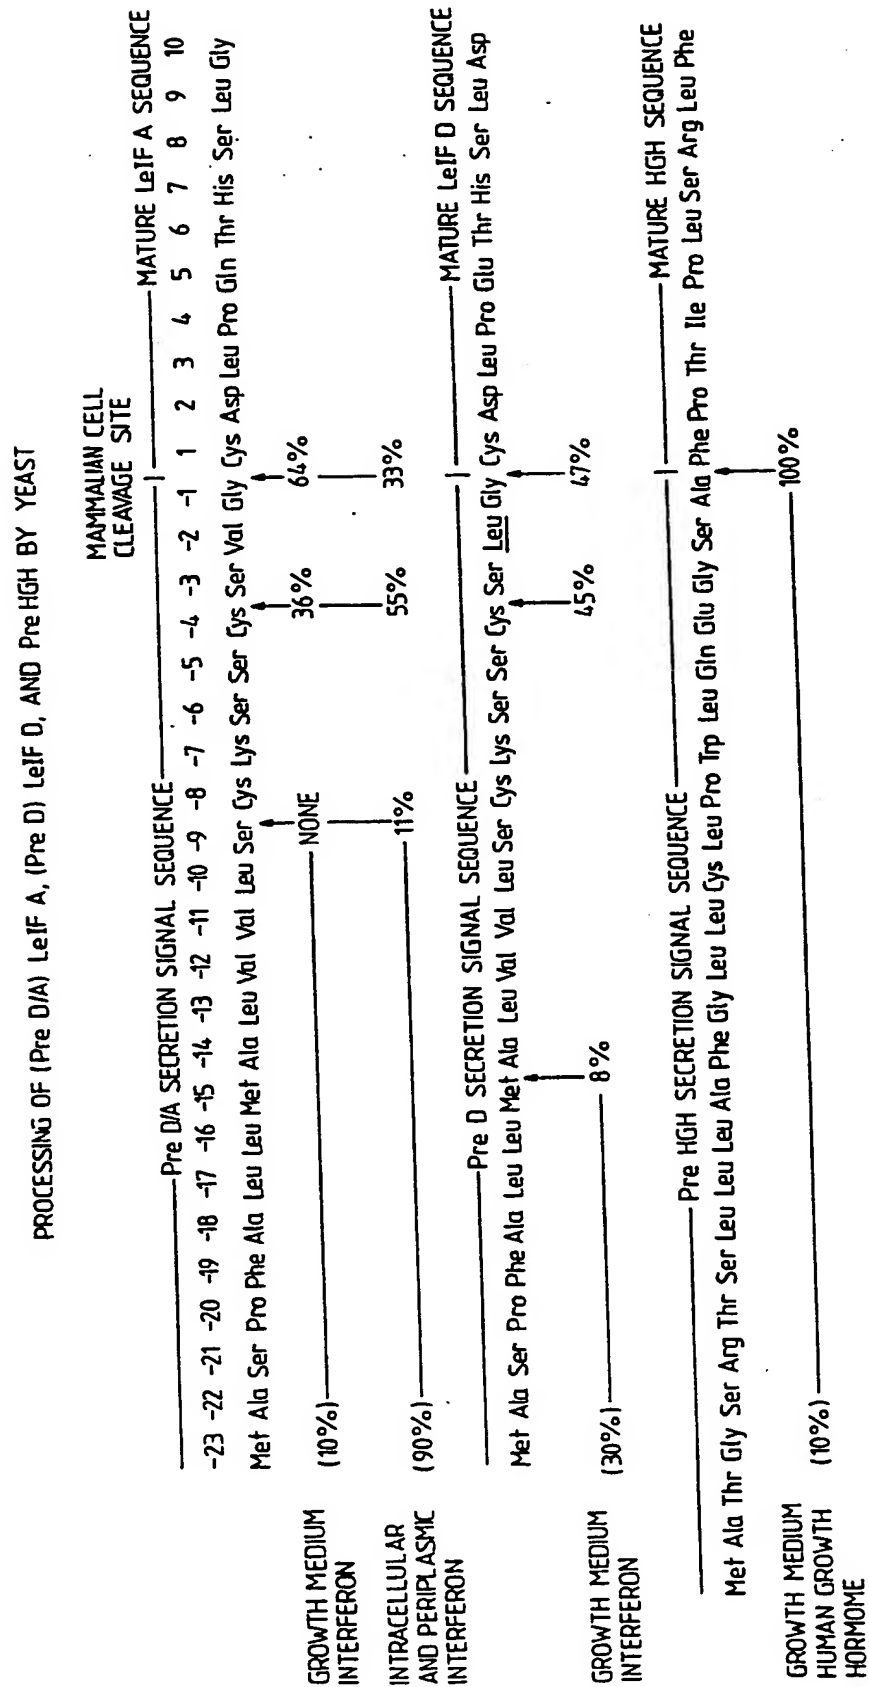 PROCESSING OF (Pre D/A) LeIF A, (Pre D) LeIF D, AND Pre HGH BY YEAST
MAMMALIAN CELL
CLEAVAGE SITE
Pre D/A SECRETION SIGNAL SEQUENCE
MATURE LeIF A SEQUENCE
-23 -22 -21 -20 -19 -18 -17 -16 -15 -14 -13 -12 -11 -10 -9 -8 -7 -6 -5 -4 -3 -2 -1 1 2 3 4 5 6 7 8 9 10
Met Ala Ser Pro Phe Ala Leu Leu Met Ala Leu Val Val Leu Ser Cys Lys Ser Ser Cys Ser Val Gly Cys Asp Leu Pro Gln Thr His Ser Leu Gly
GROWTH MEDIUM
INTERFERON
(10%) NONE 36% 64%
INTRACELLULAR
AND PERIPLASMIC
INTERFERON
(90%) 11% 55% 33%
Pre D SECRETION SIGNAL SEQUENCE
MATURE LeIF D SEQUENCE
Met Ala Ser Pro Phe Ala Leu Leu Met Ala Leu Val Val Leu Ser Cys Lys Ser Ser Cys Ser Leu Gly Cys Asp Leu Pro Glu Thr His Ser Leu Asp
GROWTH MEDIUM
INTERFERON
(30%) 8% 45% 47%
Pre HGH SECRETION SIGNAL SEQUENCE
MATURE HGH SEQUENCE
Met Ala Thr Gly Ser Arg Thr Ser Leu Leu Leu Ala Phe Gly Leu Leu Cys Leu Pro Trp Leu Gln Glu Gly Ser Ala Phe Pro Thr Ile Pro Leu Ser Arg Leu Phe
GROWTH MEDIUM
HUMAN GROWTH
HORMOME
(10%) 100%